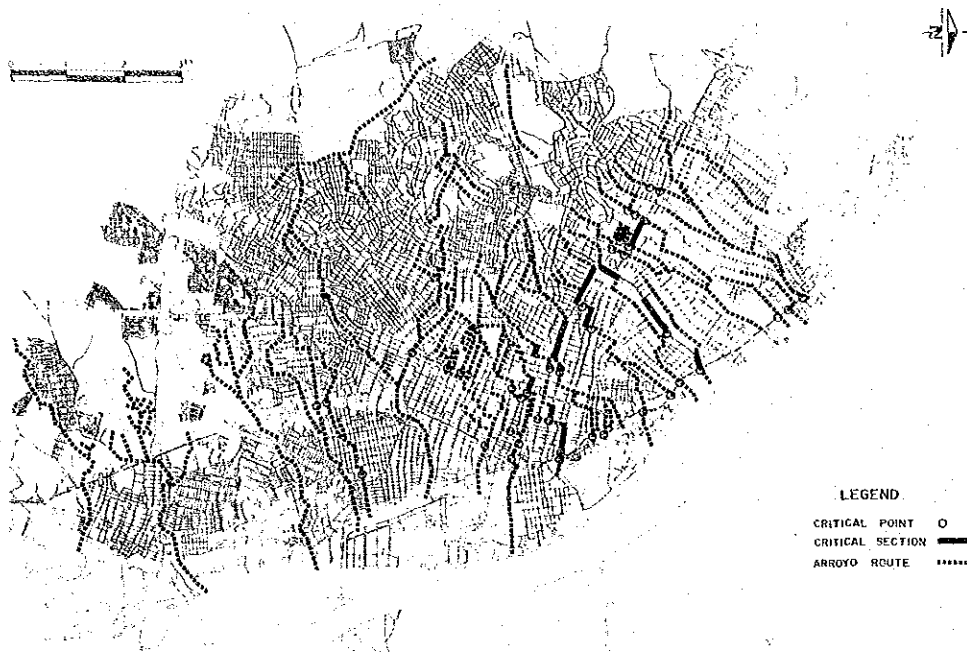 N
LEGEND
CRITICAL POINT
CRITICAL SECTION
ARROYO ROUTE